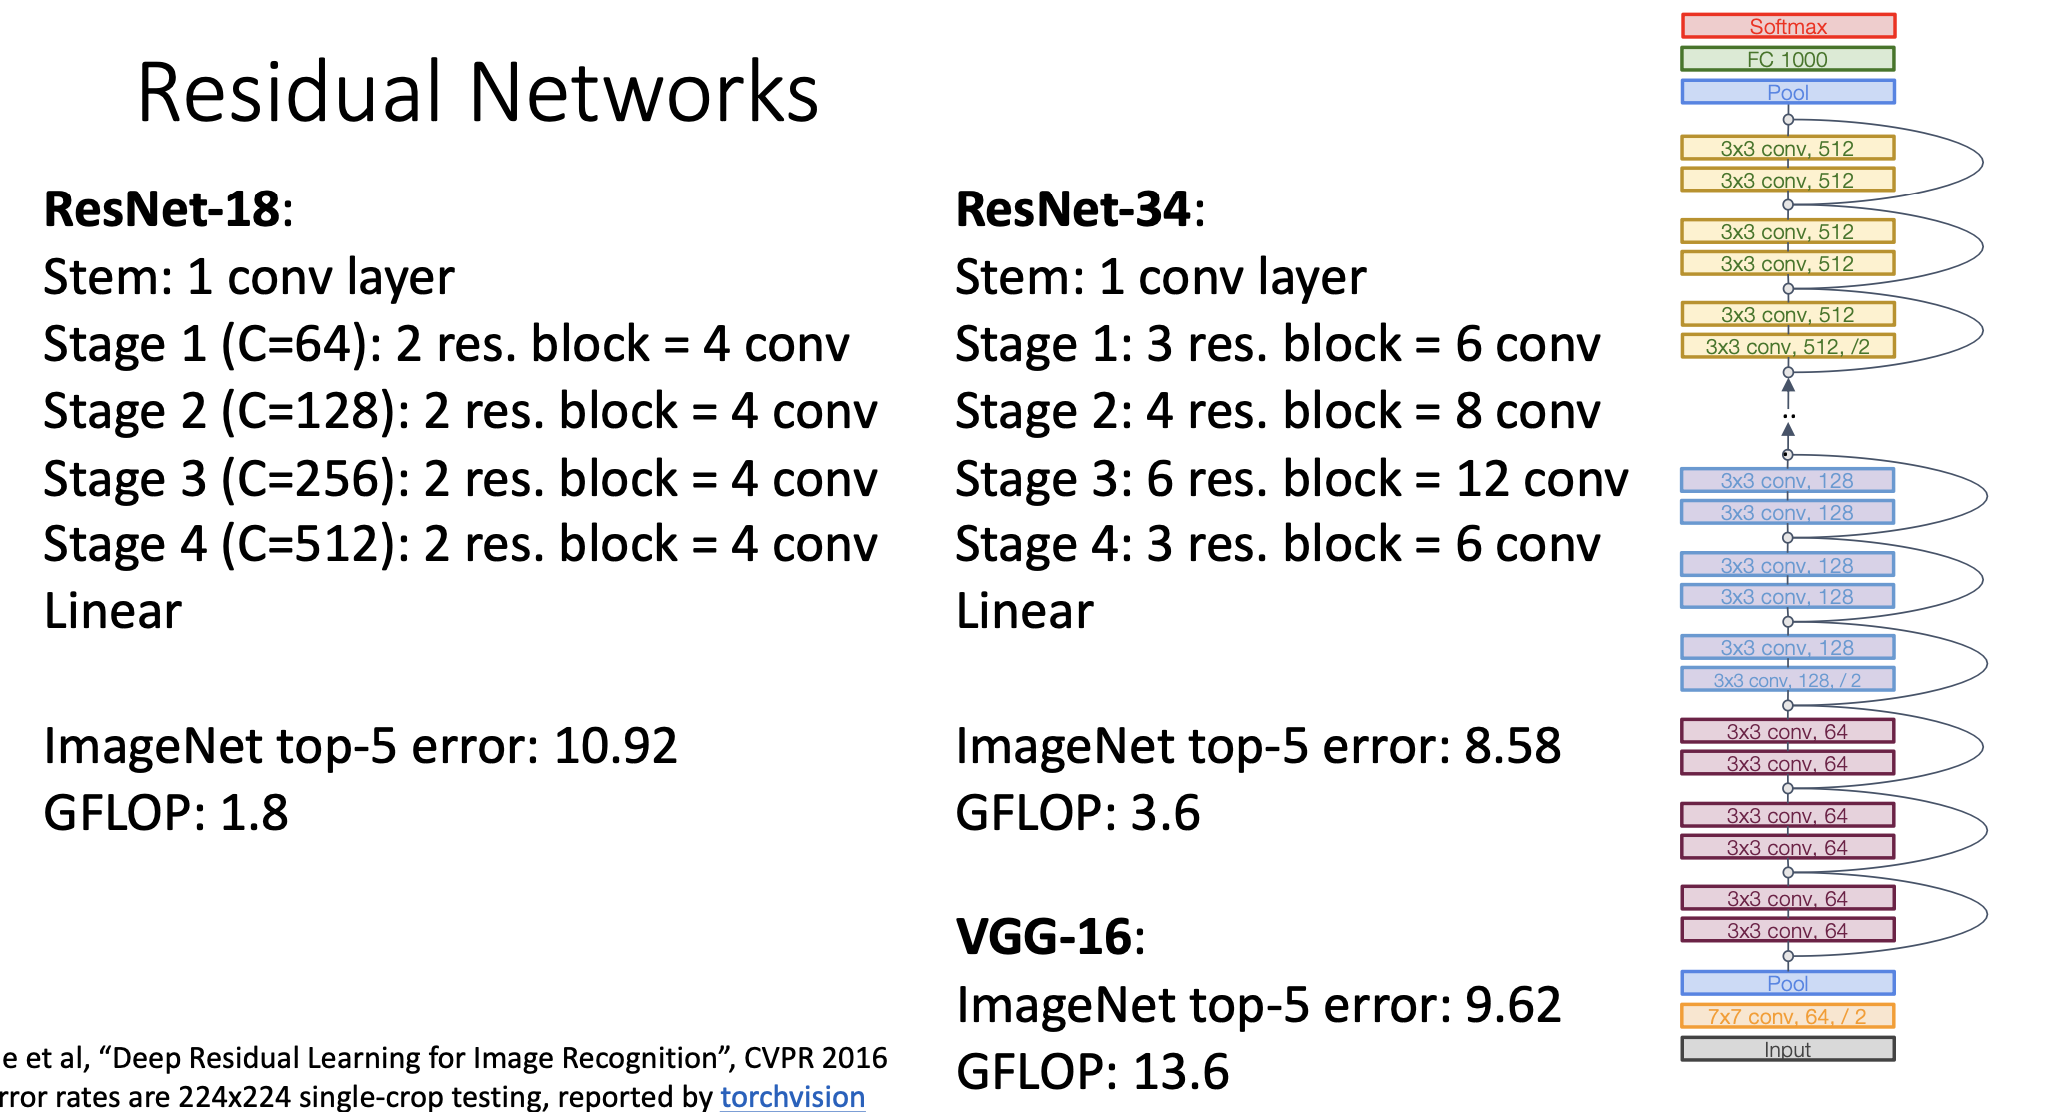 Residual Networks
ResNet-18:
Stem: 1 conv layer
Stage 1 (C=64): 2 res. block = 4 conv
Stage 2 (C=128): 2 res. block = 4 conv
Stage 3 (C=256): 2 res. block = 4 conv
Stage 4 (C=512): 2 res. block = 4 conv
Linear
ImageNet top-5 error: 10.92
GFLOP: 1.8
ResNet-34:
Stem: 1 conv layer
Stage 1: 3 res. block = 6 conv
Stage 2: 4 res. block = 8 conv
Stage 3: 6 res. block = 12 conv
Stage 4: 3 res. block = 6 conv
Linear
ImageNet top-5 error: 8.58
GFLOP: 3.6
VGG-16:
ImageNet top-5 error: 9.62
GFLOP: 13.6
e et al, “Deep Residual Learning for Image Recognition”, CVPR 2016
rror rates are 224x224 single-crop testing, reported by torchvision
Softmax
FC 1000
Pool
3x3 conv, 512
3x3 conv, 512
3x3 conv, 512
3x3 conv, 512
3x3 conv, 512
3x3 conv, 512, /2
..
3x3 conv, 128
3x3 conv, 128
3x3 conv, 128
3x3 conv, 128
3x3 conv, 128
3x3 conv, 128, / 2
3x3 conv, 64
3x3 conv, 64
3x3 conv, 64
3x3 conv, 64
3x3 conv, 64
3x3 conv, 64
Pool
7x7 conv, 64, / 2
Input